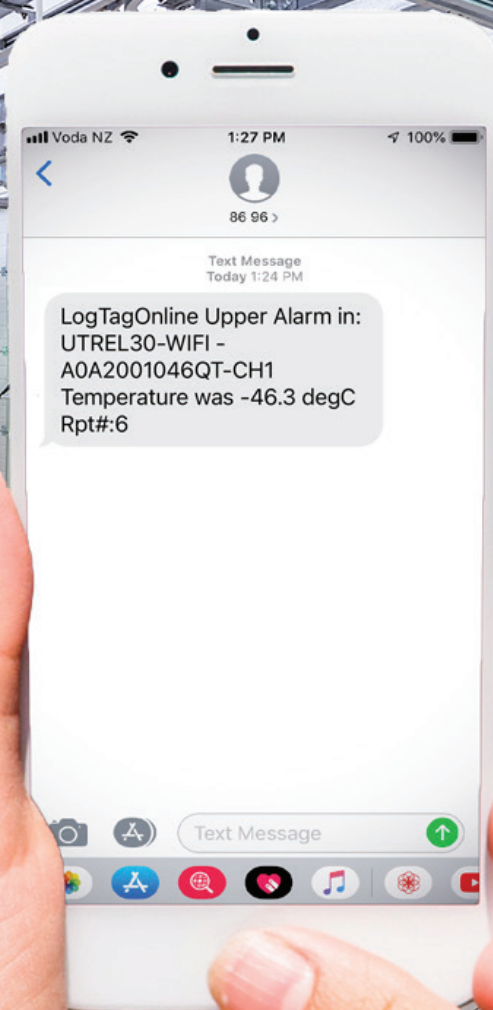 Voda NZ
1:27 PM
100%
86 96 >
Text Message
Today 1:24 PM
LogTagOnline Upper Alarm in:
UTREL30-WIFI -
A0A2001046QT-CH1
Temperature was -46.3 degC
Rpt#:6
Text Message